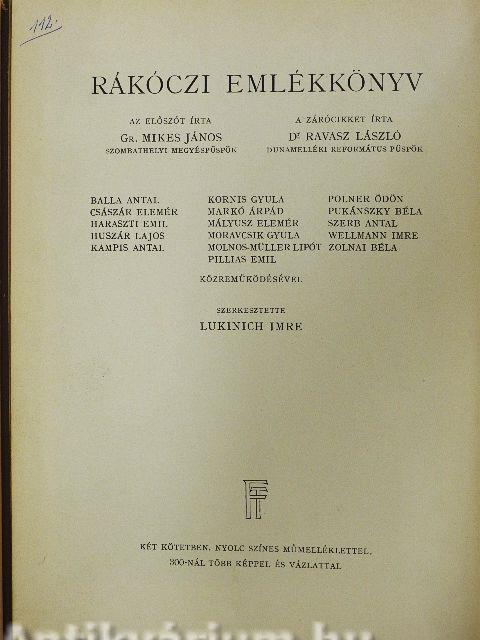 112.
RÁKÓCZI EMLÉKKÖNYV
AZ ELŐSZÓT ÍRTA
GR. MIKES JÁNOS
SZOMBATHELYI MEGYÉSPÜSPÖK
A ZÁRÓCIKKET ÍRTA
Dr RAVASZ LÁSZLÓ
DUNAMELLÉKI REFORMÁTUS PÜSPÖK
BALLA ANTAL
CSÁSZÁR ELEMÉR
HARASZTI EMIL
HUSZÁR LAJOS
KAMPIS ANTAL
KORNIS GYULA
MARKÓ ÁRPÁD
MÁLYUSZ ELEMÉR
MORAVCSIK GYULA
MOLNOS-MÜLLER LIPÓT
PILLIAS EMIL
POLNER ÖDÖN
PUKÁNSZKY BÉLA
SZERB ANTAL
WELLMANN IMRE
ZOLNAI BÉLA
KÖZREMŰKÖDÉSÉVEL
SZERKESZTETTE
LUKINICH IMRE
KÉT KÖTETBEN, NYOLC SZÍNES MŰMELLÉKLETTEL,
300-NÁL TÖBB KÉPPEL ÉS VÁZLATTAL
Antikvárium.hu